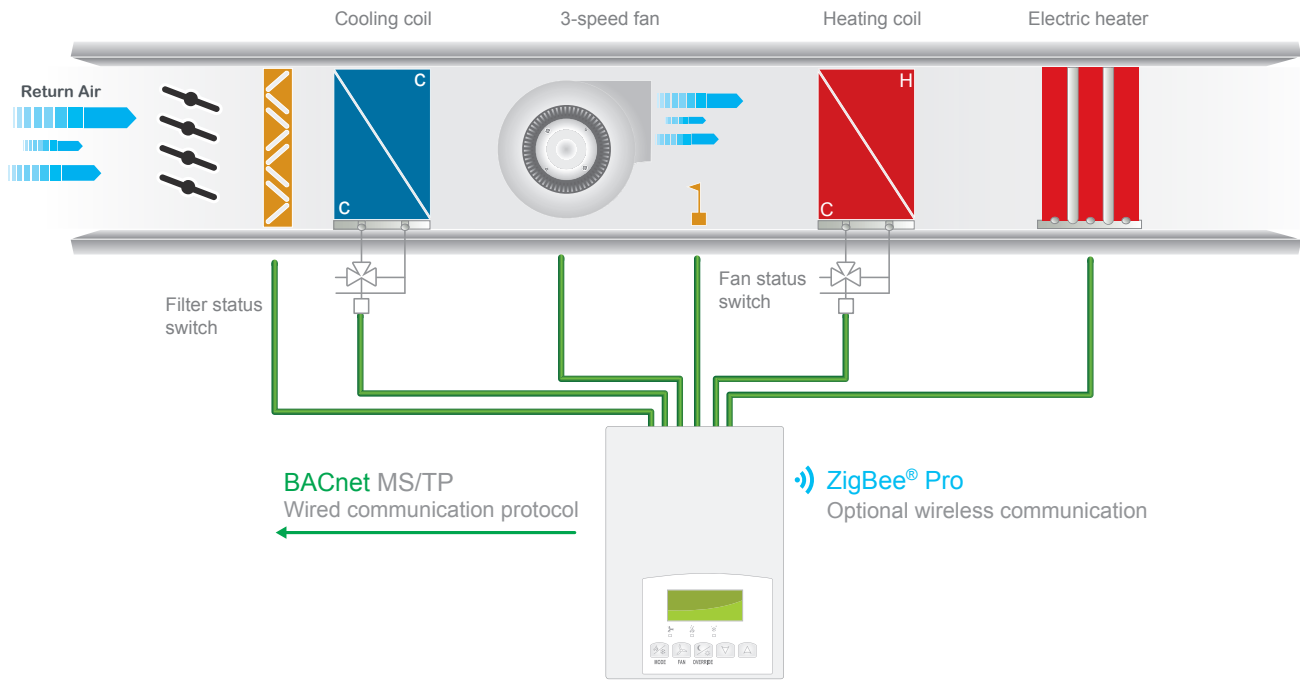 Cooling coil
3-speed fan
Heating coil
Electric heater
Return Air
C
H
C
C
Filter status
switch
Fan status
switch
BACnet MS/TP
Wired communication protocol
ZigBee® Pro
Optional wireless communication
MODE
FAN
OVERRIDE